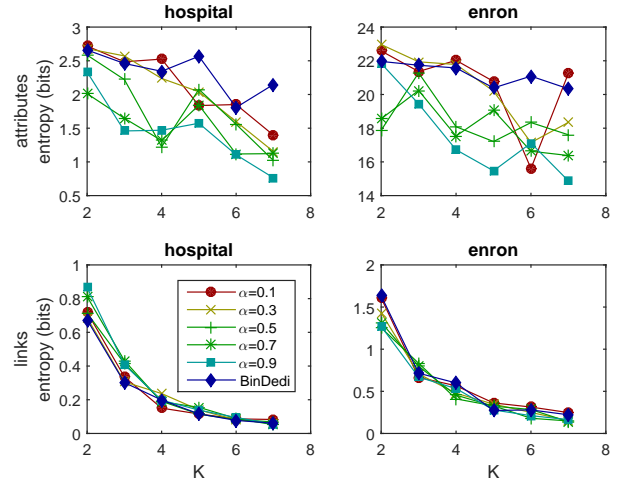 hospital
enron
attributes
entropy (bits)
3
2.5
2
1.5
1
0.5
2 4 6 8
24
22
20
18
16
14
2 4 6 8
hospital
enron
links
entropy (bits)
1
0.8
0.6
0.4
0.2
0
α=0.1
α=0.3
α=0.5
α=0.7
α=0.9
BinDedi
2 4 6 8
K
2
1.5
1
0.5
0
2 4 6 8
K